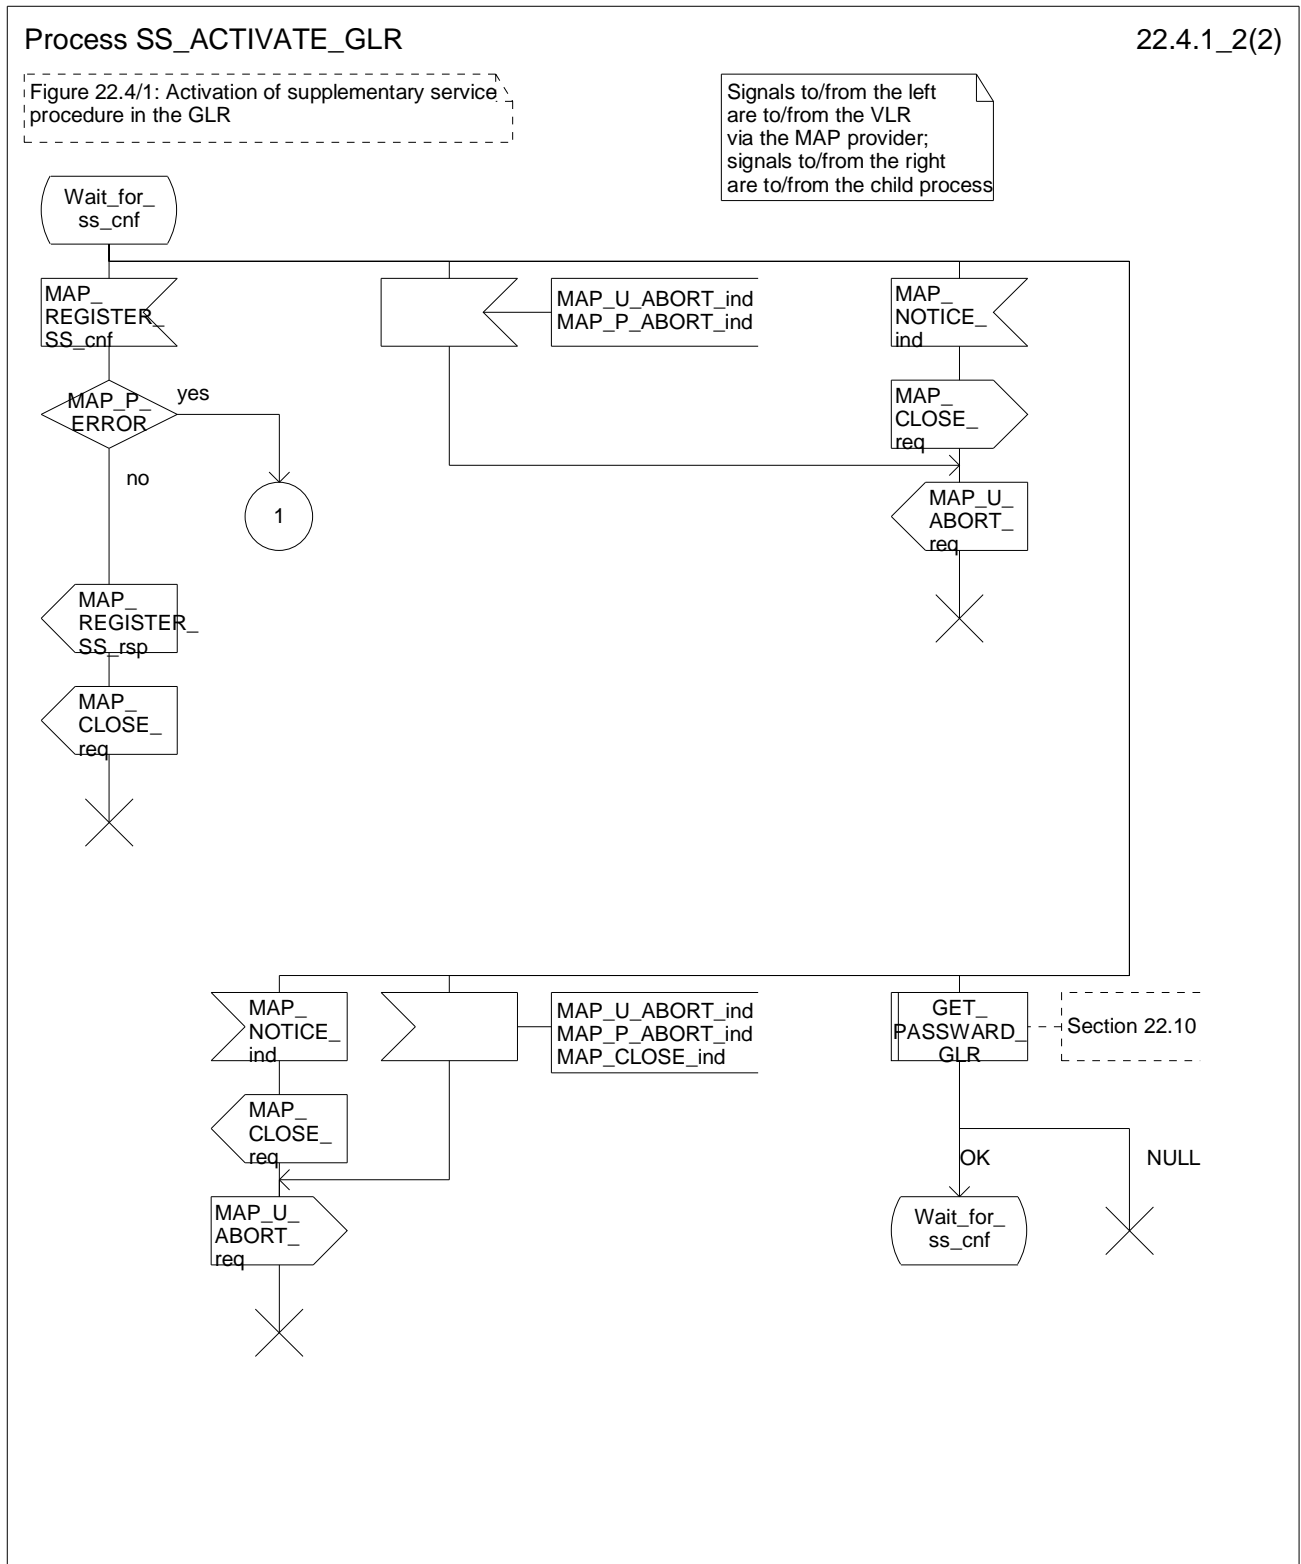 Process SS_ACTIVATE_GLR
22.4.1_2(2)
Figure 22.4/1: Activation of supplementary service
procedure in the GLR
Signals to/from the left
are to/from the VLR
via the MAP provider;
signals to/from the right
are to/from the child process
Wait_for_
ss_cnf
MAP_
REGISTER_
SS_cnf
MAP_U_ABORT_ind
MAP_P_ABORT_ind
MAP_
NOTICE_
ind
MAP_P_
ERROR
yes
no
1
MAP_
CLOSE_
req
MAP_U_
ABORT_
req
MAP_
REGISTER_
SS_rsp
MAP_
CLOSE_
req
MAP_
NOTICE_
ind
MAP_U_ABORT_ind
MAP_P_ABORT_ind
MAP_CLOSE_ind
GET_
PASSWARD_
GLR
Section 22.10
MAP_
CLOSE_
req
OK
NULL
MAP_U_
ABORT_
req
Wait_for_
ss_cnf